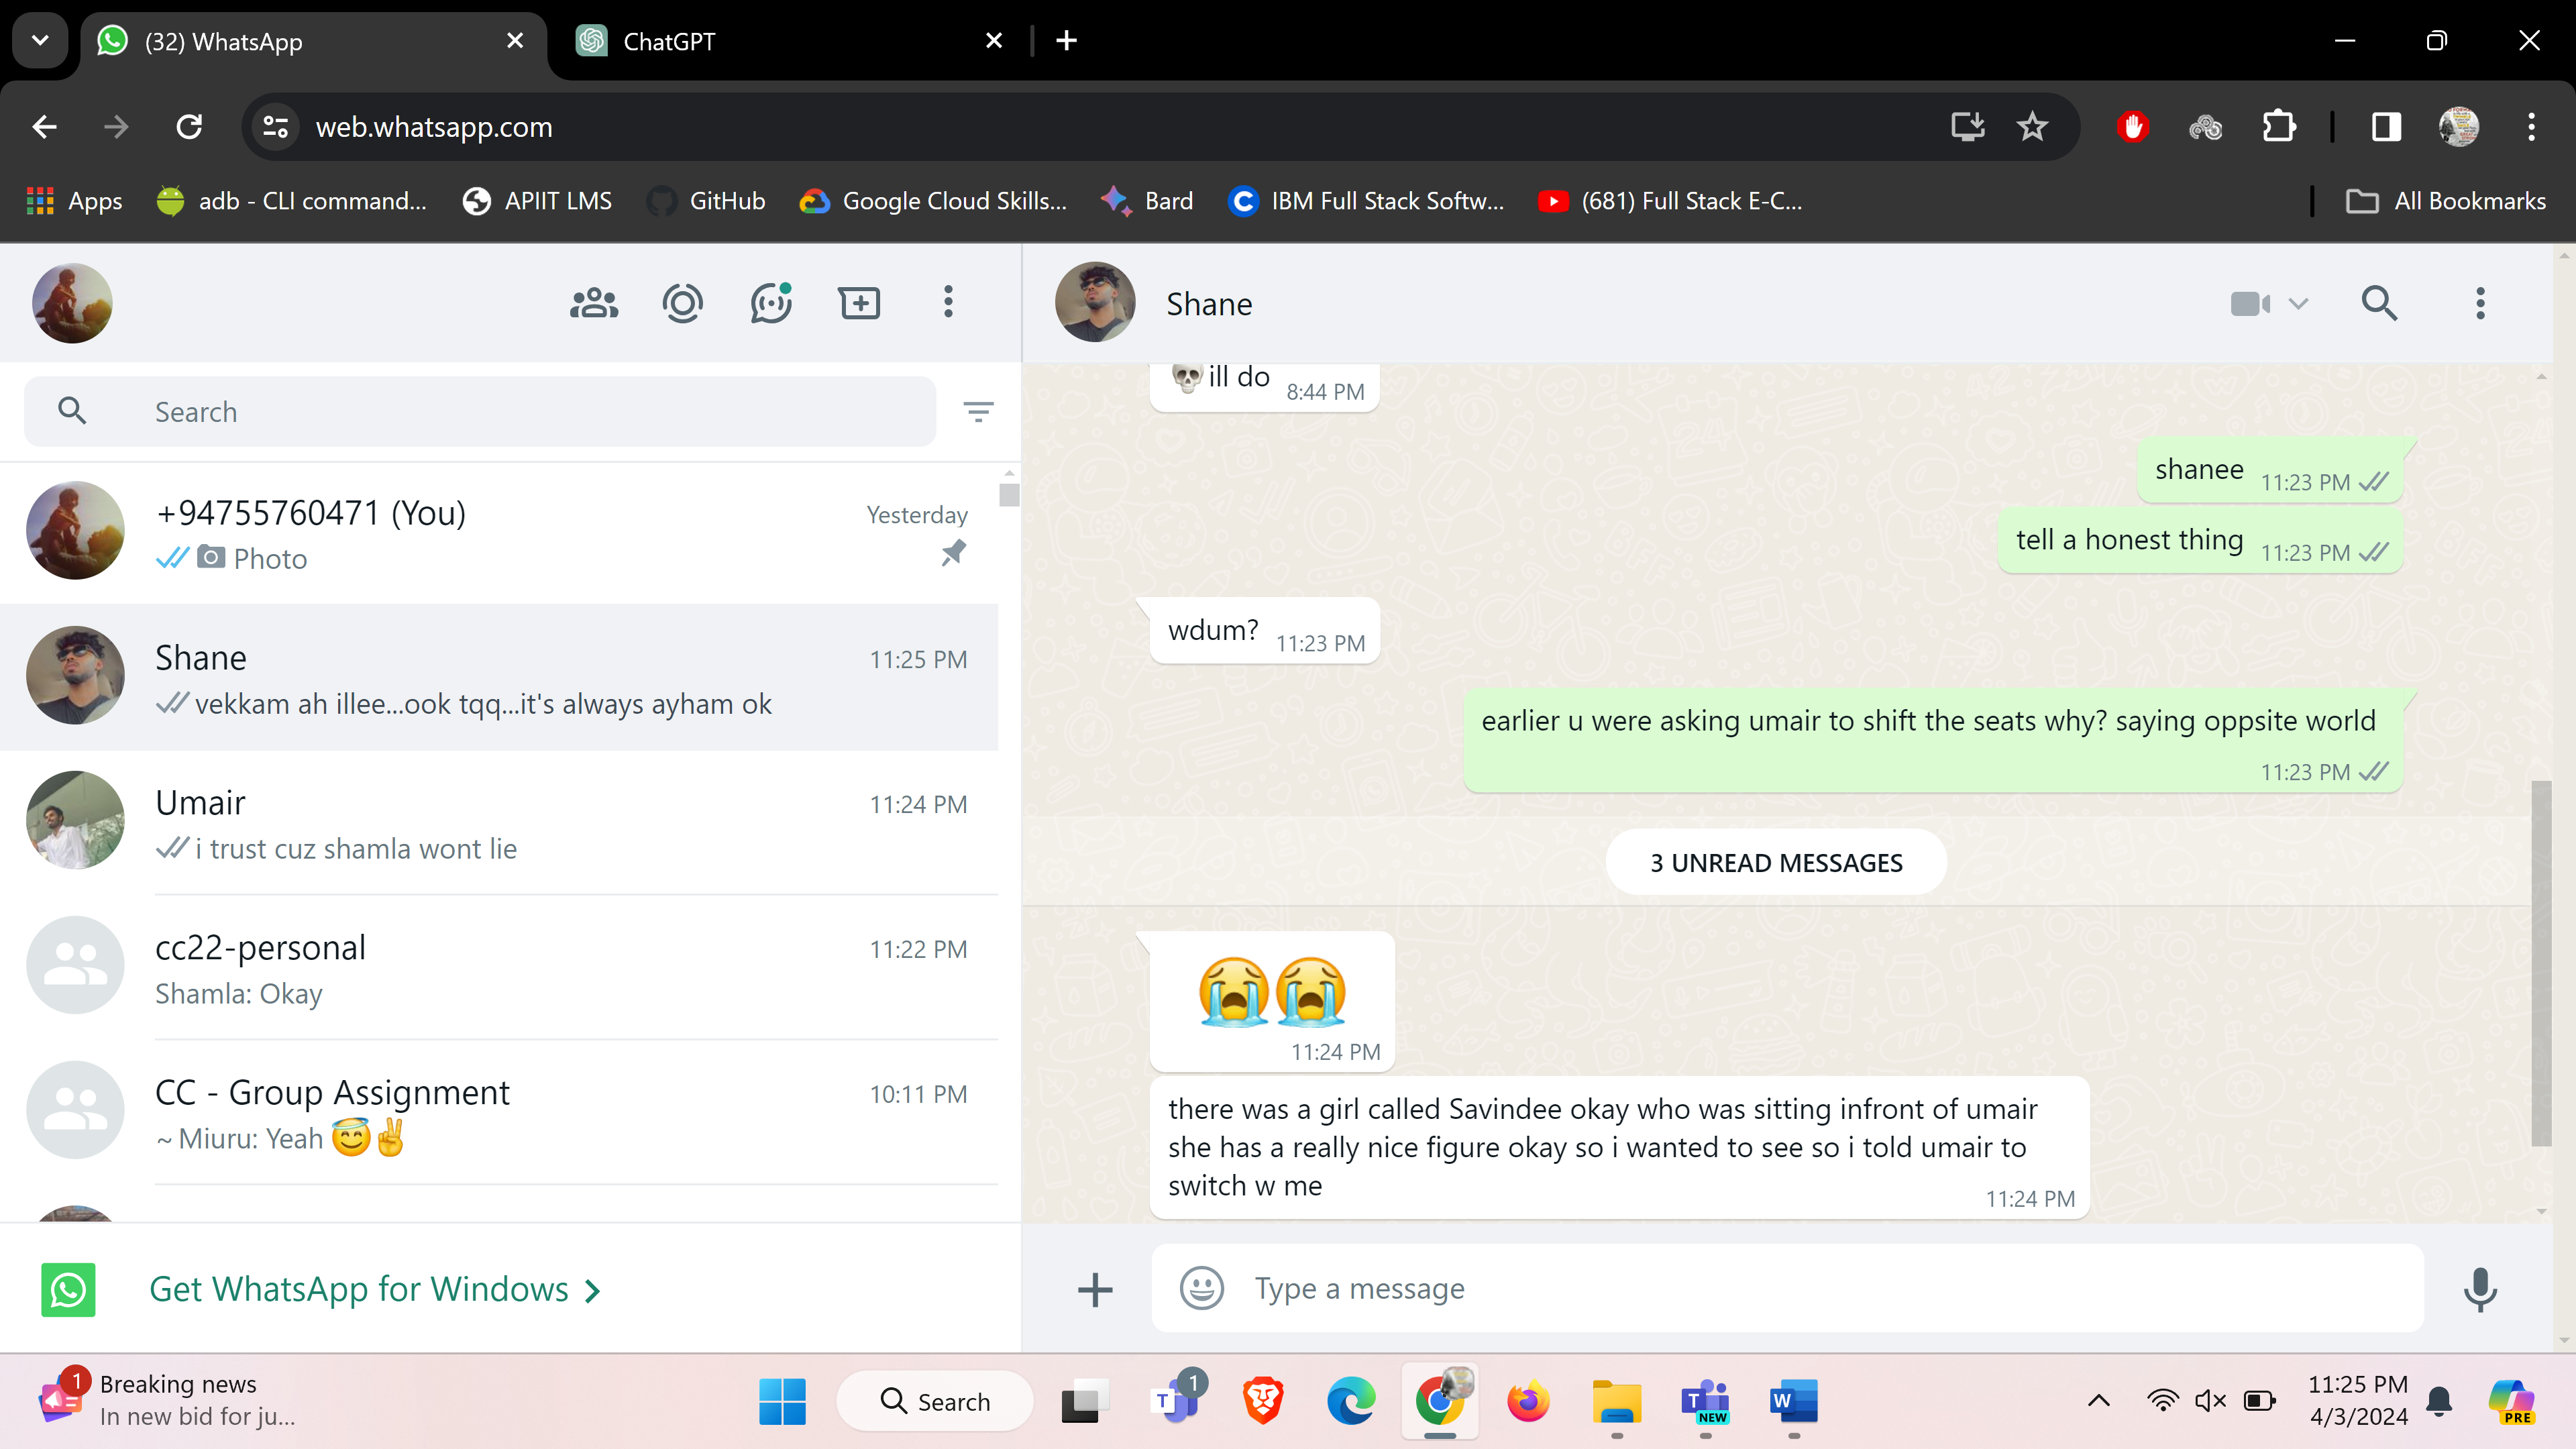 (32) WhatsApp
ChatGPT
web.whatsapp.com
Apps
adb - CLI command...
APIIT LMS
GitHub
Google Cloud Skills...
Bard
IBM Full Stack Softw...
(681) Full Stack E-C...
All Bookmarks
Search
+94755760471 (You)
Yesterday
Photo
Shane
11:25 PM
vekkam ah illee...ook tqq...it's always ayham ok
Umair
11:24 PM
i trust cuz shamla wont lie
cc22-personal
11:22 PM
Shamla: Okay
CC - Group Assignment
10:11 PM
~ Miuru: Yeah 😇✌
Get WhatsApp for Windows
Shane
💀ill do 8:44 PM
shanee 11:23 PM
tell a honest thing 11:23 PM
wdum? 11:23 PM
earlier u were asking umair to shift the seats why? saying oppsite world
11:23 PM
3 UNREAD MESSAGES
😭😭
11:24 PM
there was a girl called Savindee okay who was sitting infront of umair
she has a really nice figure okay so i wanted to see so i told umair to
switch w me
11:24 PM
Type a message
1
Breaking news
In new bid for ju...
Search
T
1
T
NEW
W
11:25 PM
4/3/2024
PRE